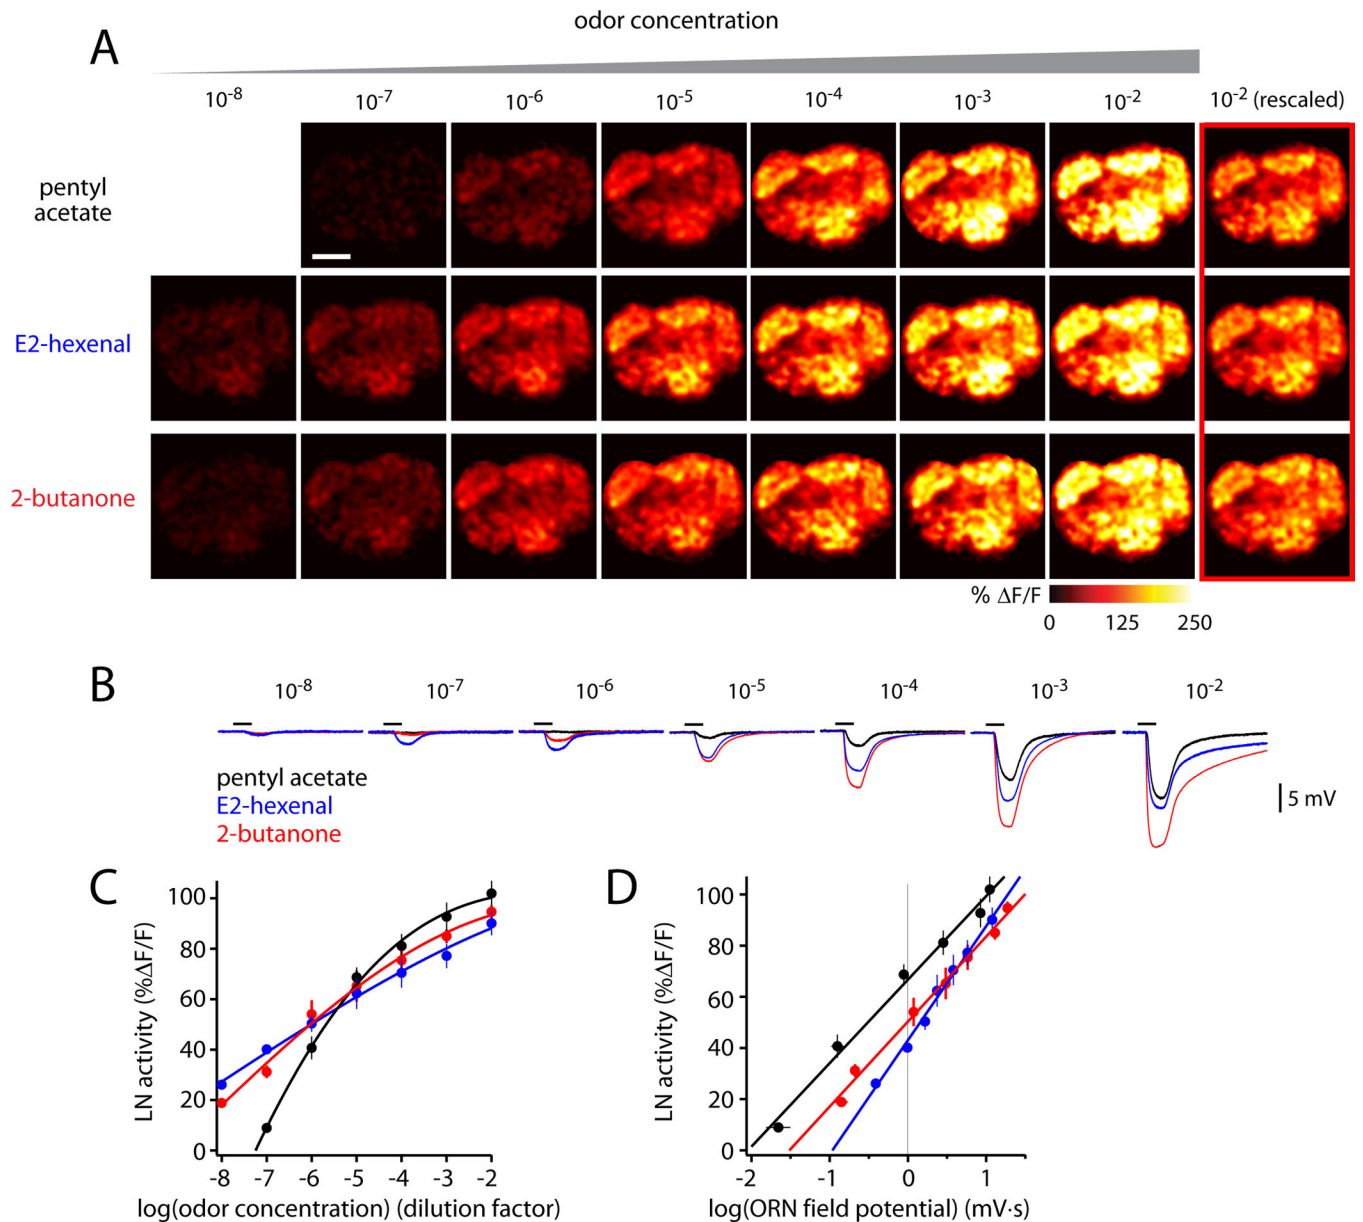 A
odor concentration
10⁻⁸ 10⁻⁷ 10⁻⁶ 10⁻⁵ 10⁻⁴ 10⁻³ 10⁻² 10⁻² (rescaled)
pentyl
acetate
E2-hexenal
2-butanone
% ΔF/F
0 125 250
B
10⁻⁸ 10⁻⁷ 10⁻⁶ 10⁻⁵ 10⁻⁴ 10⁻³ 10⁻²
pentyl acetate
E2-hexenal
2-butanone
5 mV
C
LN activity (%ΔF/F)
100
80
60
40
20
0
-8 -7 -6 -5 -4 -3 -2
log(odor concentration) (dilution factor)
D
LN activity (%ΔF/F)
100
80
60
40
20
0
-2 -1 0 1
log(ORN field potential) (mV·s)